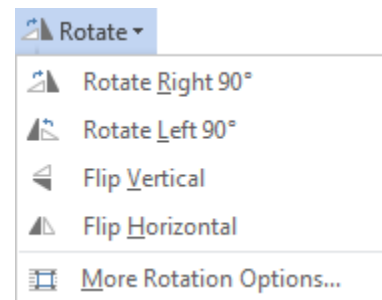 Rotate
Rotate Right 90°
Rotate Left 90°
Flip Vertical
Flip Horizontal
More Rotation Options...